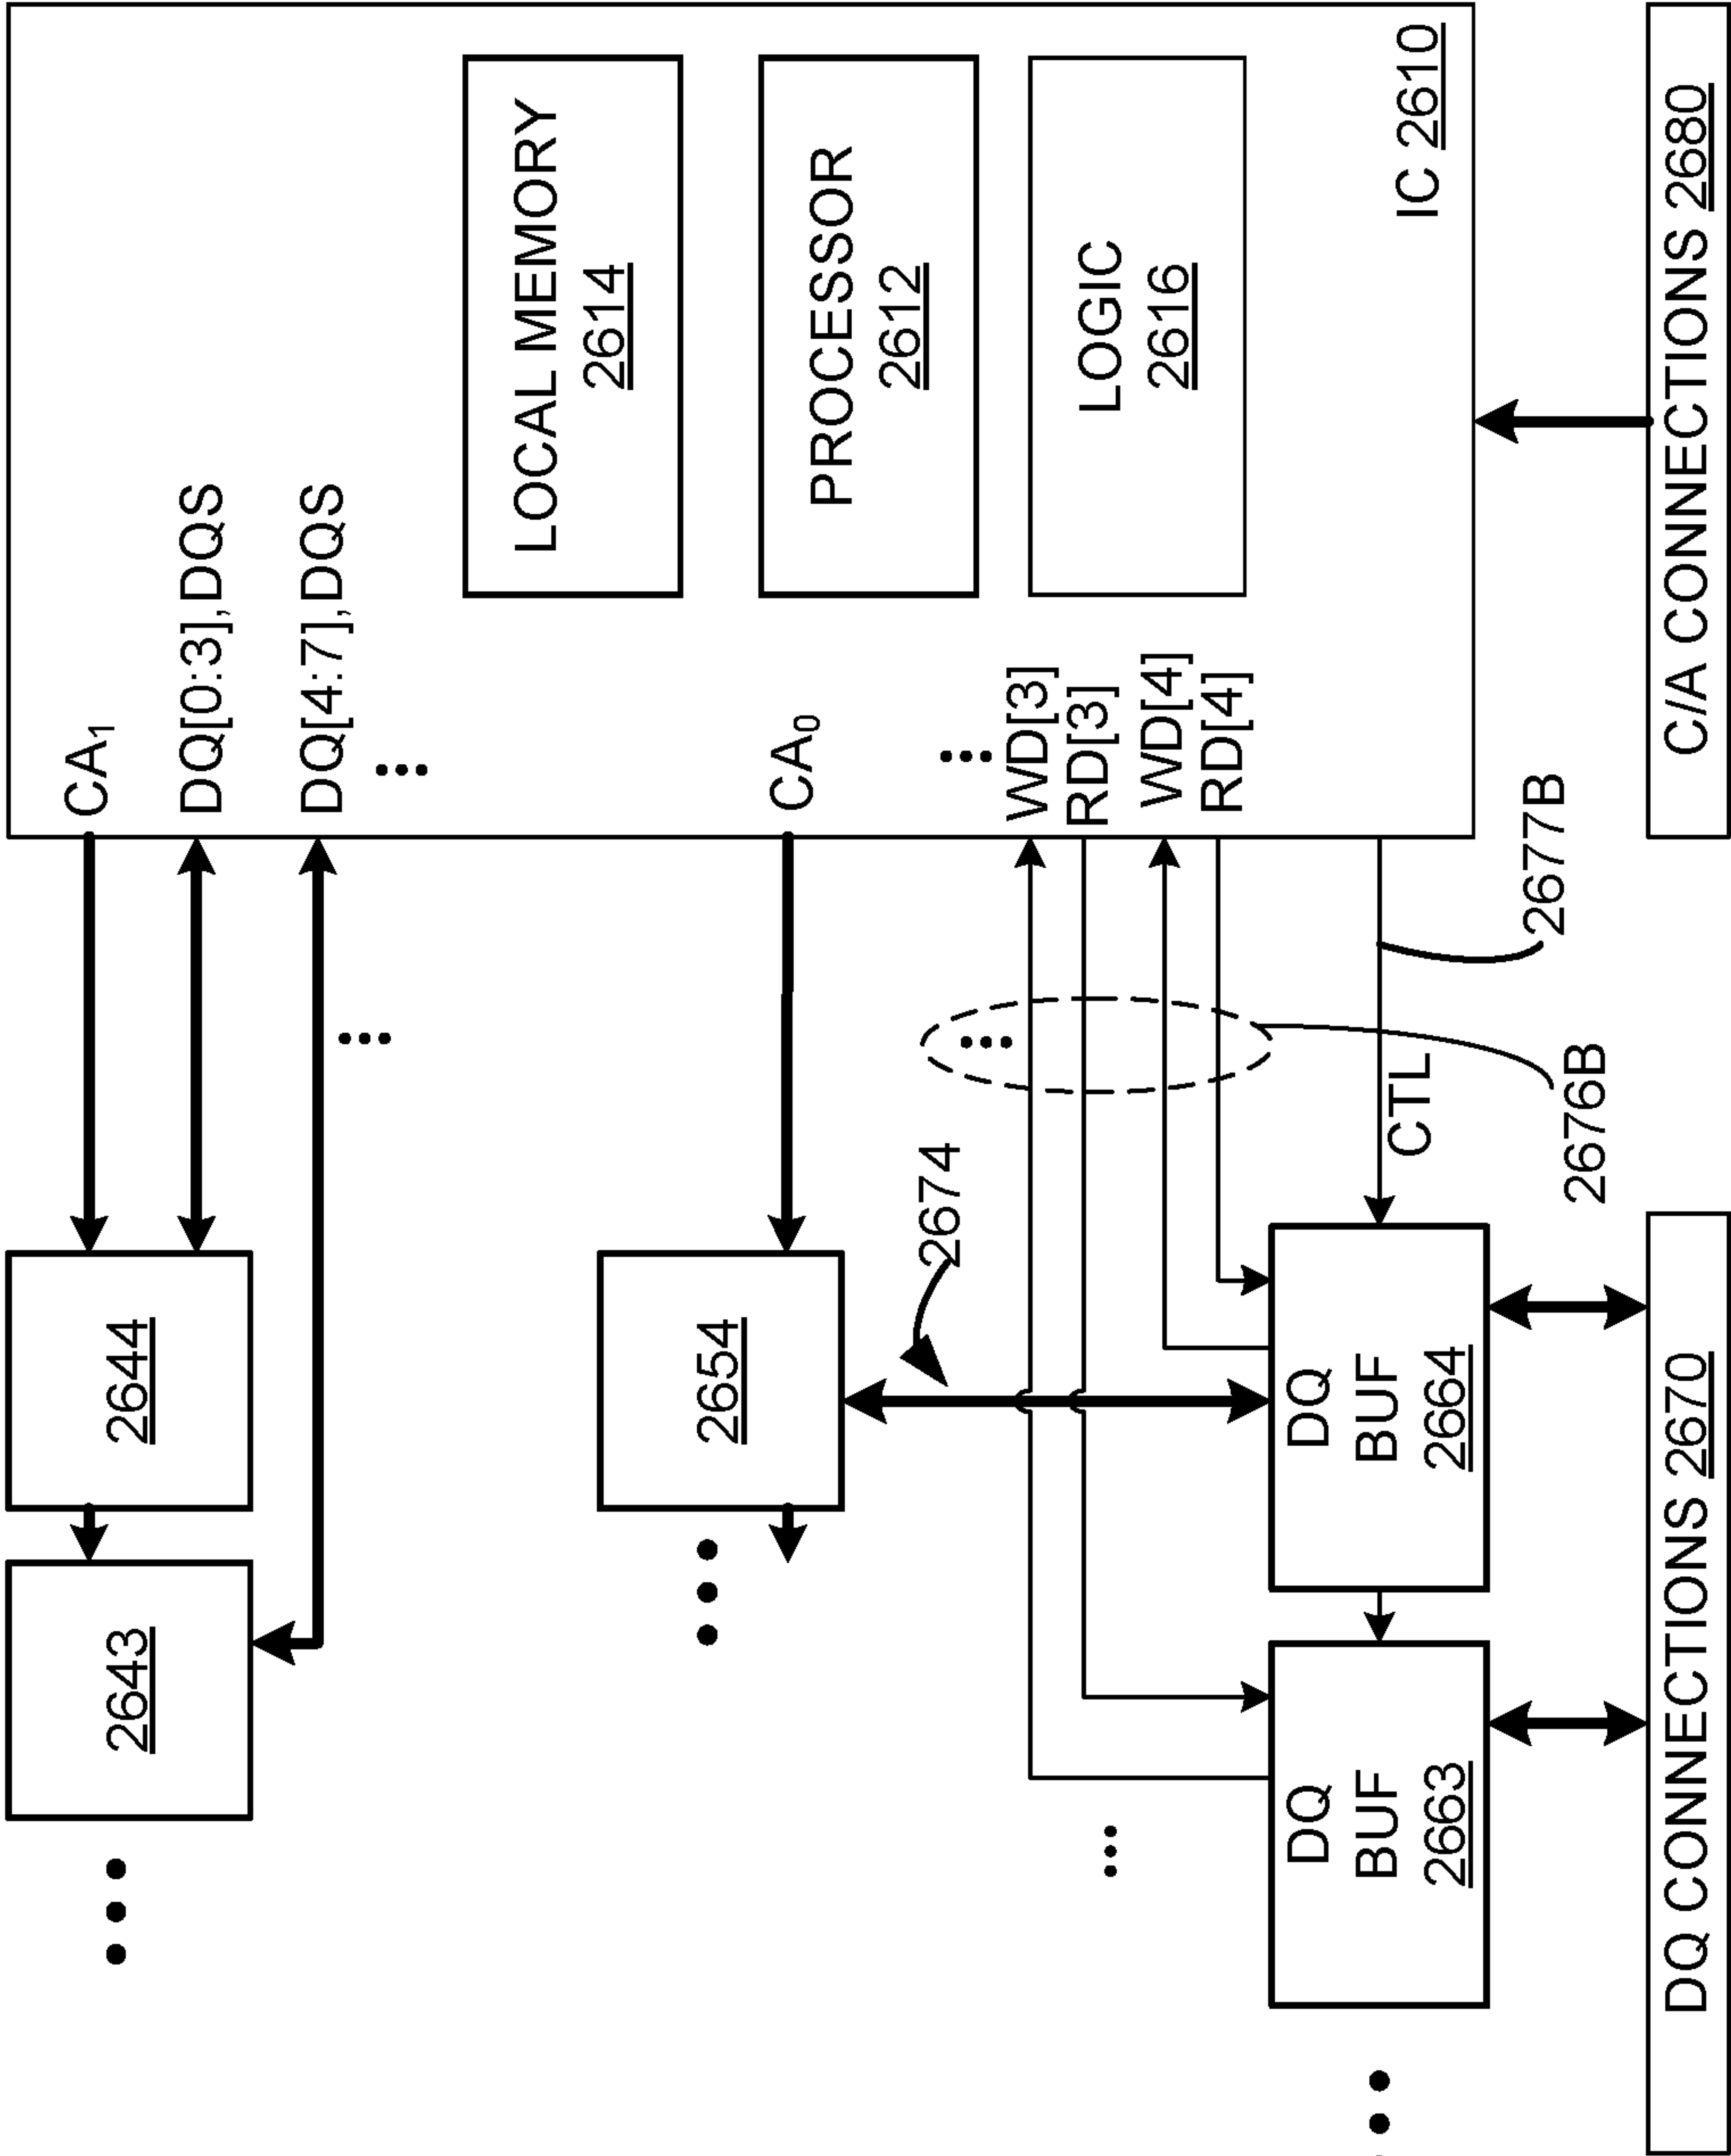 2643
2644
CA1
DQ[0:3],DQS
DQ[4:7],DQS
LOCAL MEMORY
2614
2654
CA0
PROCESSOR
2612
2674
WD[3]
RD[3]
WD[4]
RD[4]
LOGIC
2616
DQ
BUF
2663
DQ
BUF
2664
CTL
2677B
2676B
IC 2610
DQ CONNECTIONS 2670
C/A CONNECTIONS 2680